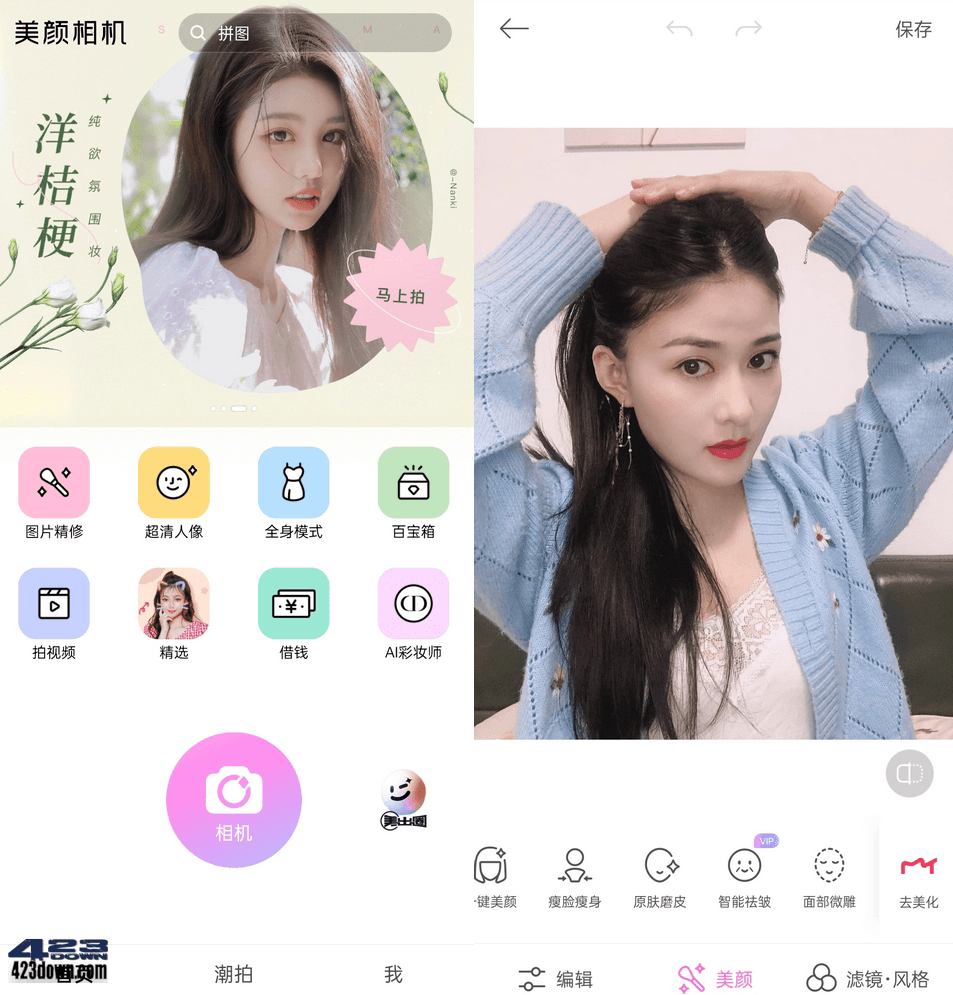 美颜相机
S
拼图
M
A
洋桔梗
纯欲氛围妆
@~Nanki
马上拍
图片精修
超清人像
全身模式
百宝箱
拍视频
精选
借钱
AI彩妆师
相机
美出圈
423
423down.com
首页
潮拍
我
保存
VIP
一键美颜
瘦脸瘦身
原肤磨皮
智能祛皱
面部微雕
去美化
编辑
美颜
滤镜·风格